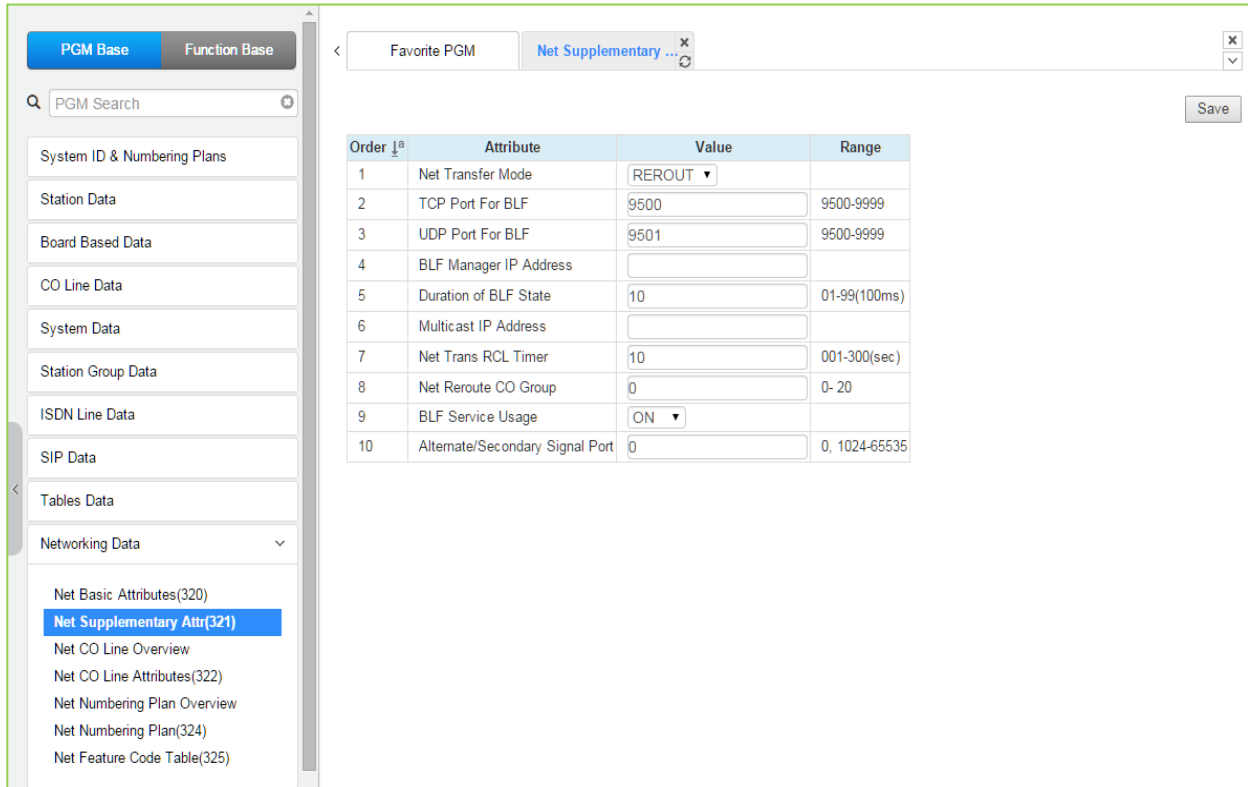 PGM Base Function Base
PGM Search
System ID & Numbering Plans
Station Data
Board Based Data
CO Line Data
System Data
Station Group Data
ISDN Line Data
SIP Data
Tables Data
Networking Data
Net Basic Attributes(320)
Net Supplementary Attr(321)
Net CO Line Overview
Net CO Line Attributes(322)
Net Numbering Plan Overview
Net Numbering Plan(324)
Net Feature Code Table(325)
Favorite PGM Net Supplementary ...
Save
Order Attribute Value Range
1 Net Transfer Mode REROUT
2 TCP Port For BLF 9500 9500-9999
3 UDP Port For BLF 9501 9500-9999
4 BLF Manager IP Address
5 Duration of BLF State 10 01-99(100ms)
6 Multicast IP Address
7 Net Trans RCL Timer 10 001-300(sec)
8 Net Reroute CO Group 0 0- 20
9 BLF Service Usage ON
10 Alternate/Secondary Signal Port 0 0, 1024-65535